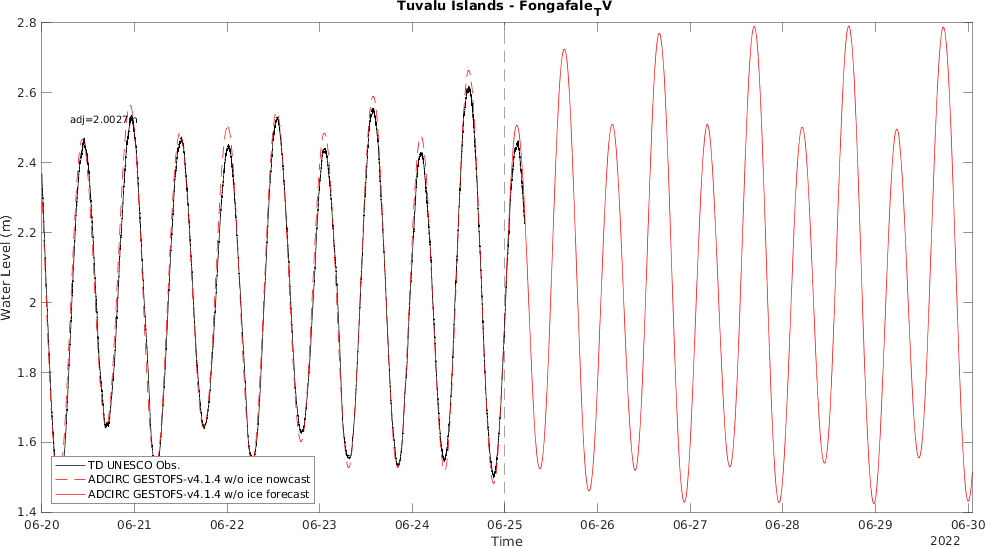 Tuvalu Islands - Fongafale_TV
2.8
2.6
2.4
2.2
2
1.8
1.6
1.4
Water Level (m)
adj=2.0027m
TD UNESCO Obs.
ADCIRC GESTOFS-v4.1.4 w/o ice nowcast
ADCIRC GESTOFS-v4.1.4 w/o ice forecast
06-20 06-21 06-22 06-23 06-24 06-25 06-26 06-27 06-28 06-29 06-30
Time
2022